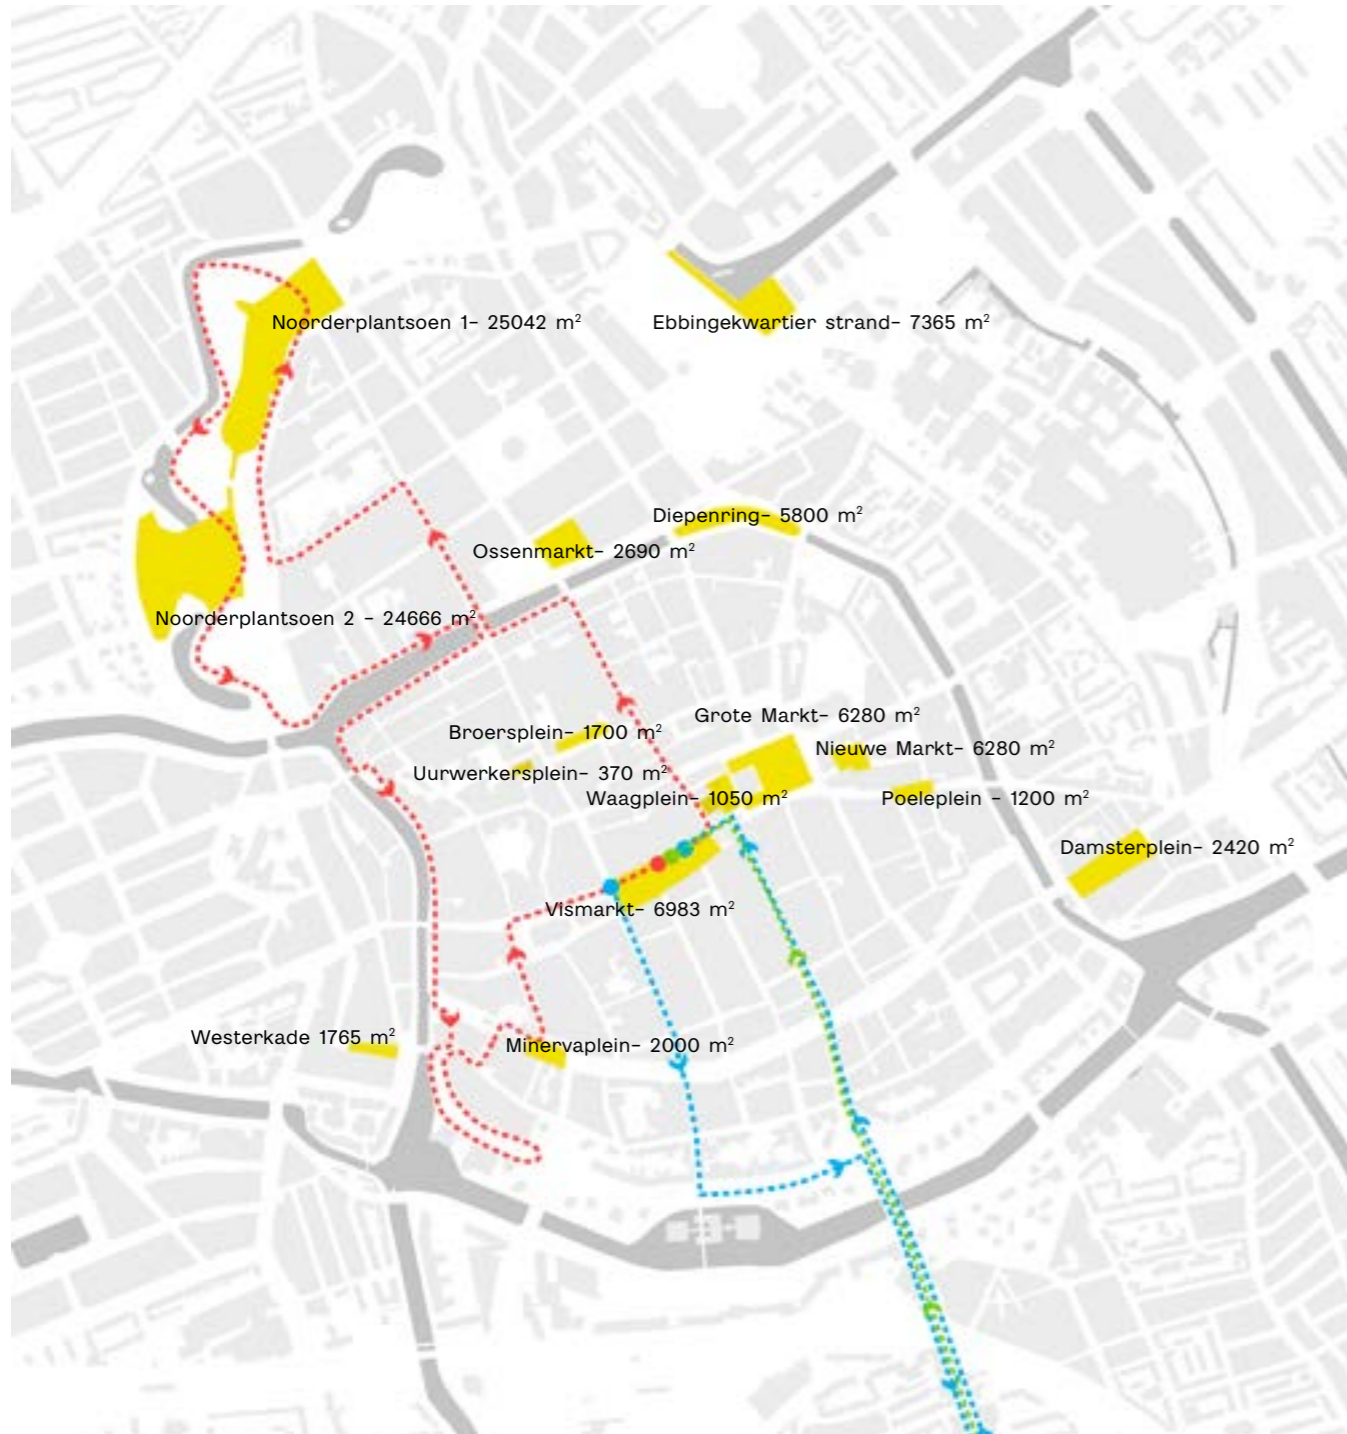 Noorderplantsoen 1- 25042 m²
Ebbingekwartier strand- 7365 m²
Diepenring- 5800 m²
Ossenmarkt- 2690 m²
Noorderplantsoen 2 - 24666 m²
Grote Markt- 6280 m²
Broersplein- 1700 m²
Nieuwe Markt- 6280 m²
Uurwerkersplein- 370 m²
Waagplein- 1050 m²
Poeleplein - 1200 m²
Damsterplein- 2420 m²
Vismarkt- 6983 m²
Westerkade 1765 m²
Minervaplein- 2000 m²